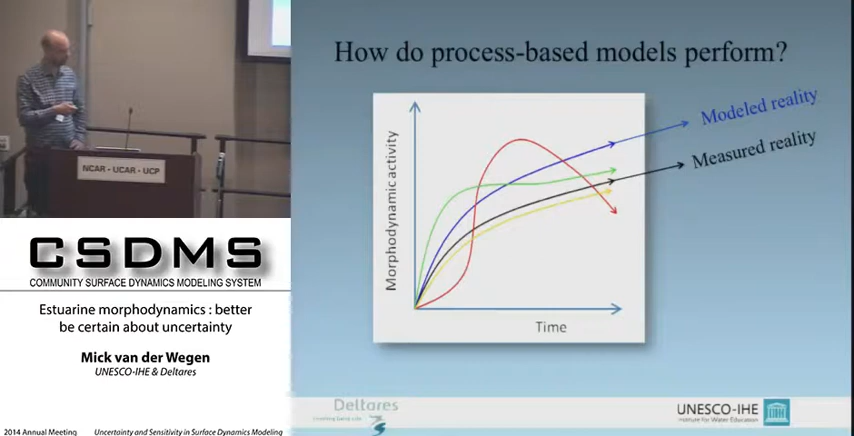 How do process-based models perform?
Modeled reality
Measured reality
Morphodynamic activity
Time
NCAR - UCAR - UCP
CSDMS
COMMUNITY SURFACE DYNAMICS MODELING SYSTEM
Estuarine morphodynamics : better
be certain about uncertainty
Mick van der Wegen
UNESCO-IHE & Deltares
2014 Annual Meeting
Uncertainty and Sensitivity in Surface Dynamics Modeling
Deltares
UNESCO-IHE
Institute for Water Education